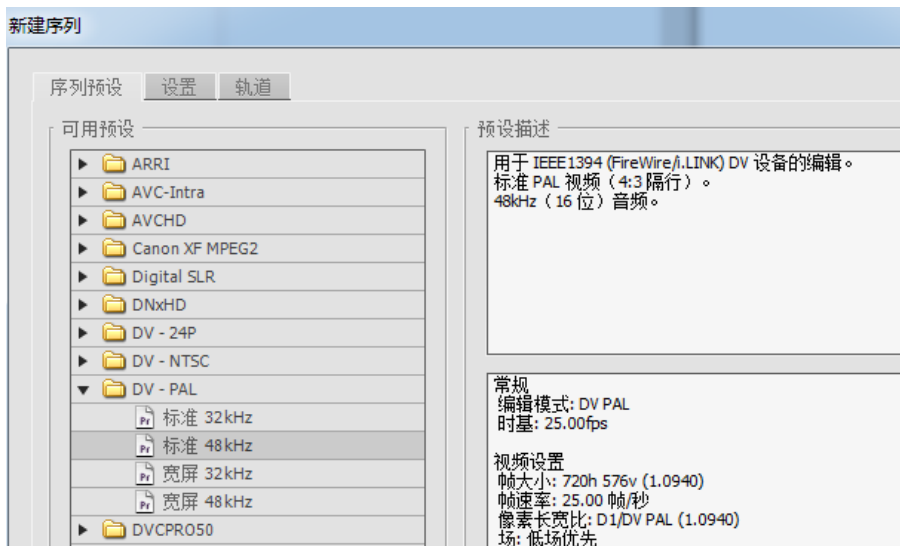 新建序列
序列预设 设置 轨道
可用预设
ARRI
AVC-Intra
AVCHD
Canon XF MPEG2
Digital SLR
DNxHD
DV - 24P
DV - NTSC
DV - PAL
标准 32kHz
标准 48kHz
宽屏 32kHz
宽屏 48kHz
DVCPRO50
预设描述
用于 IEEE1394 (FireWire/i.LINK) DV 设备的编辑。
标准 PAL 视频（4:3 隔行）。
48kHz（16 位）音频。
常规
编辑模式: DV PAL
时基: 25.00fps
视频设置
帧大小: 720h 576v (1.0940)
帧速率: 25.00 帧/秒
像素长宽比: D1/DV PAL (1.0940)
场: 低场优先